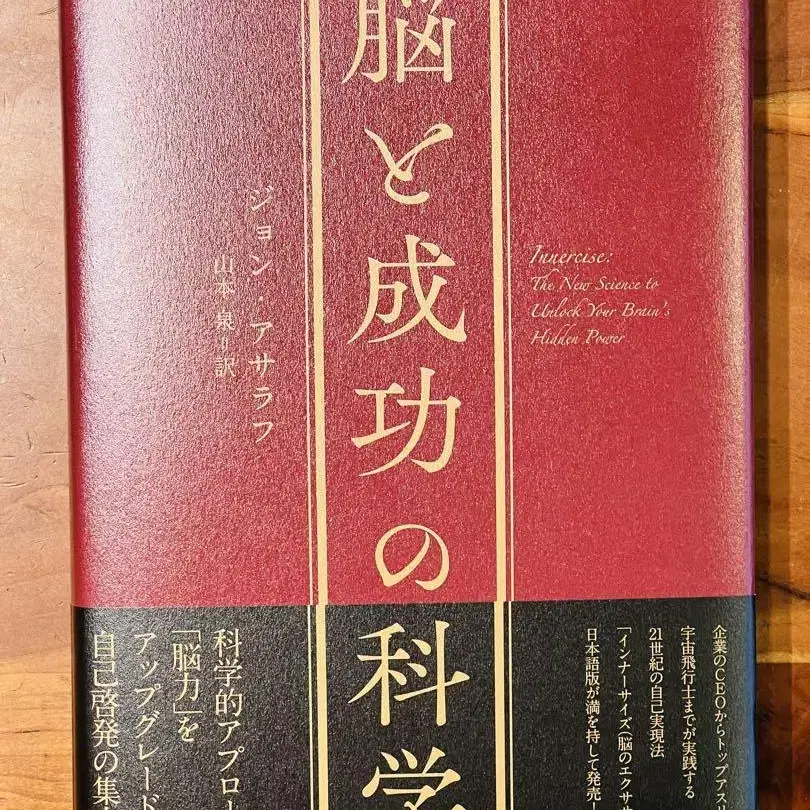 脳と成功の科学
Innercise:
The New Science to
Unlock Your Brain's
Hidden Power
ジョン・アサラフ
山本 泉=訳
企業のCEOからトップアス
宇宙飛行士までが実践する
21世紀の自己実現法
「インナーサイズ(脳のエクサ
日本語版が満を持して発売
科学的アプロー
「脳力」を
アップグレード
自己啓発の集